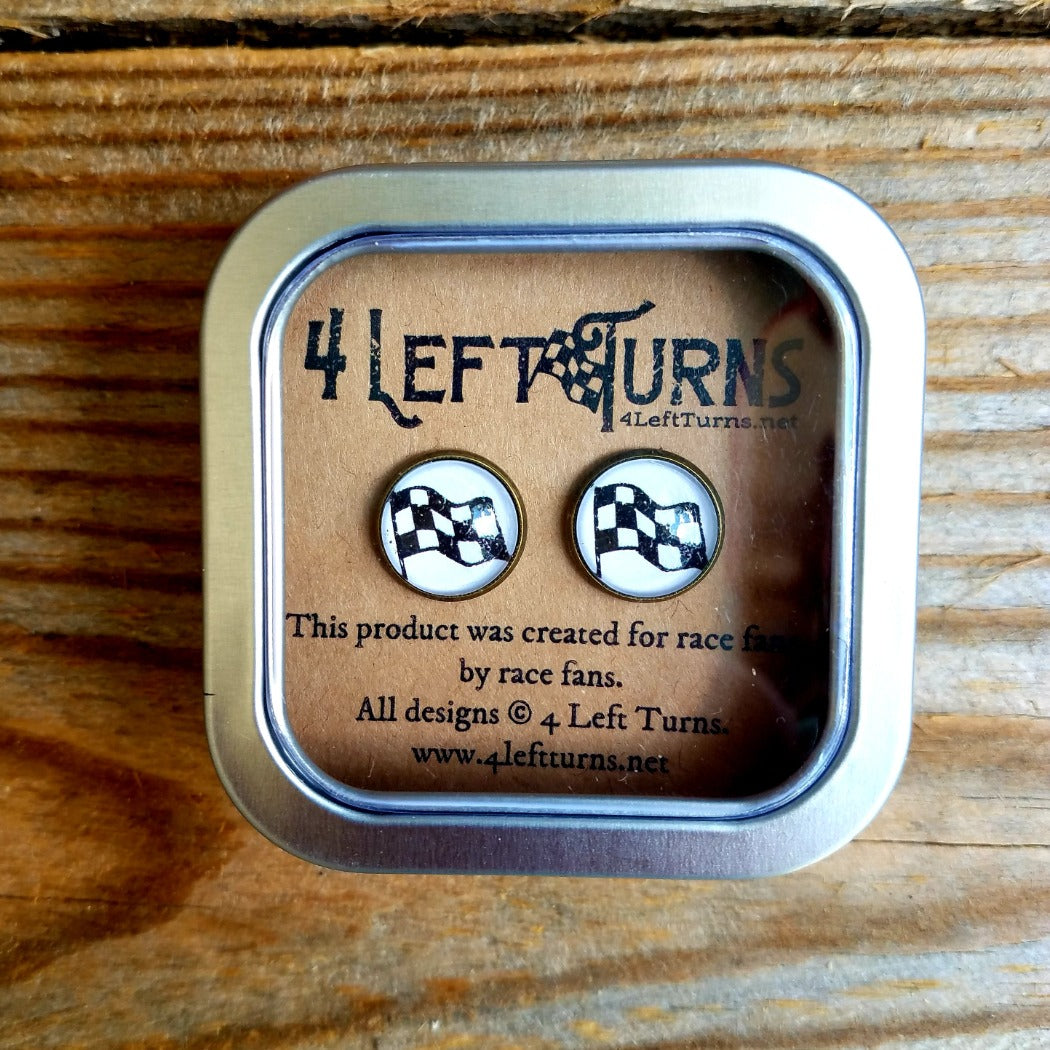 4 LEFT TURNS
4LeftTurns.net
This product was created for race fans
by race fans.
All designs © 4 Left Turns.
www.4leftturns.net